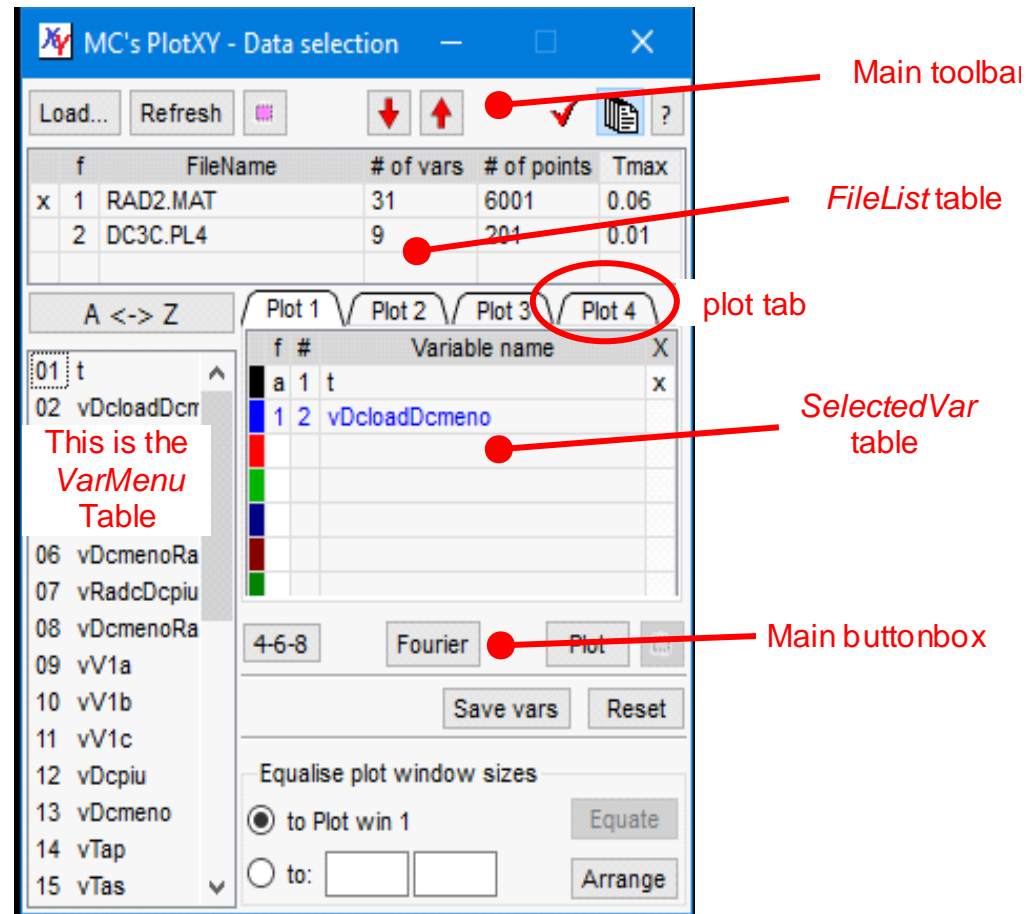 MC's PlotXY - Data selection
Main toolbar
Load... Refresh ?
f FileName # of vars # of points Tmax
x 1 RAD2.MAT 31 6001 0.06
FileList table
2 DC3C.PL4 9 201 0.01
A <-> Z
Plot 1 Plot 2 Plot 3 Plot 4
plot tab
f # Variable name X
01 t
a 1 t x
02 vDcloadDcm
1 2 vDcloadDcmeno
SelectedVar
table
This is the
VarMenu
Table
06 vDcmenoRa
07 vRadcDcpiu
08 vDcmenoRa
4-6-8 Fourier Plot
Main buttonbox
09 vV1a
10 vV1b
Save vars Reset
11 vV1c
12 vDcpiu
Equalise plot window sizes
13 vDcmeno
to Plot win 1 Equate
14 vTap
15 vTas
to: Arrange